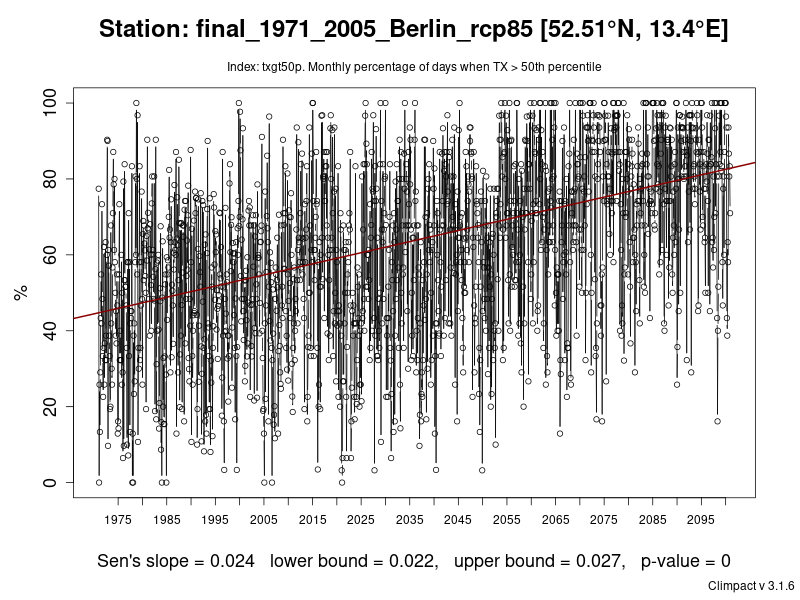 Station: final_1971_2005_Berlin_rcp85 [52.51°N, 13.4°E]
Index: txgt50p. Monthly percentage of days when TX > 50th percentile
%
100
80
60
40
20
0
1975 1985 1995 2005 2015 2025 2035 2045 2055 2065 2075 2085 2095
Sen's slope = 0.024 lower bound = 0.022, upper bound = 0.027, p-value = 0
Climpact v 3.1.6